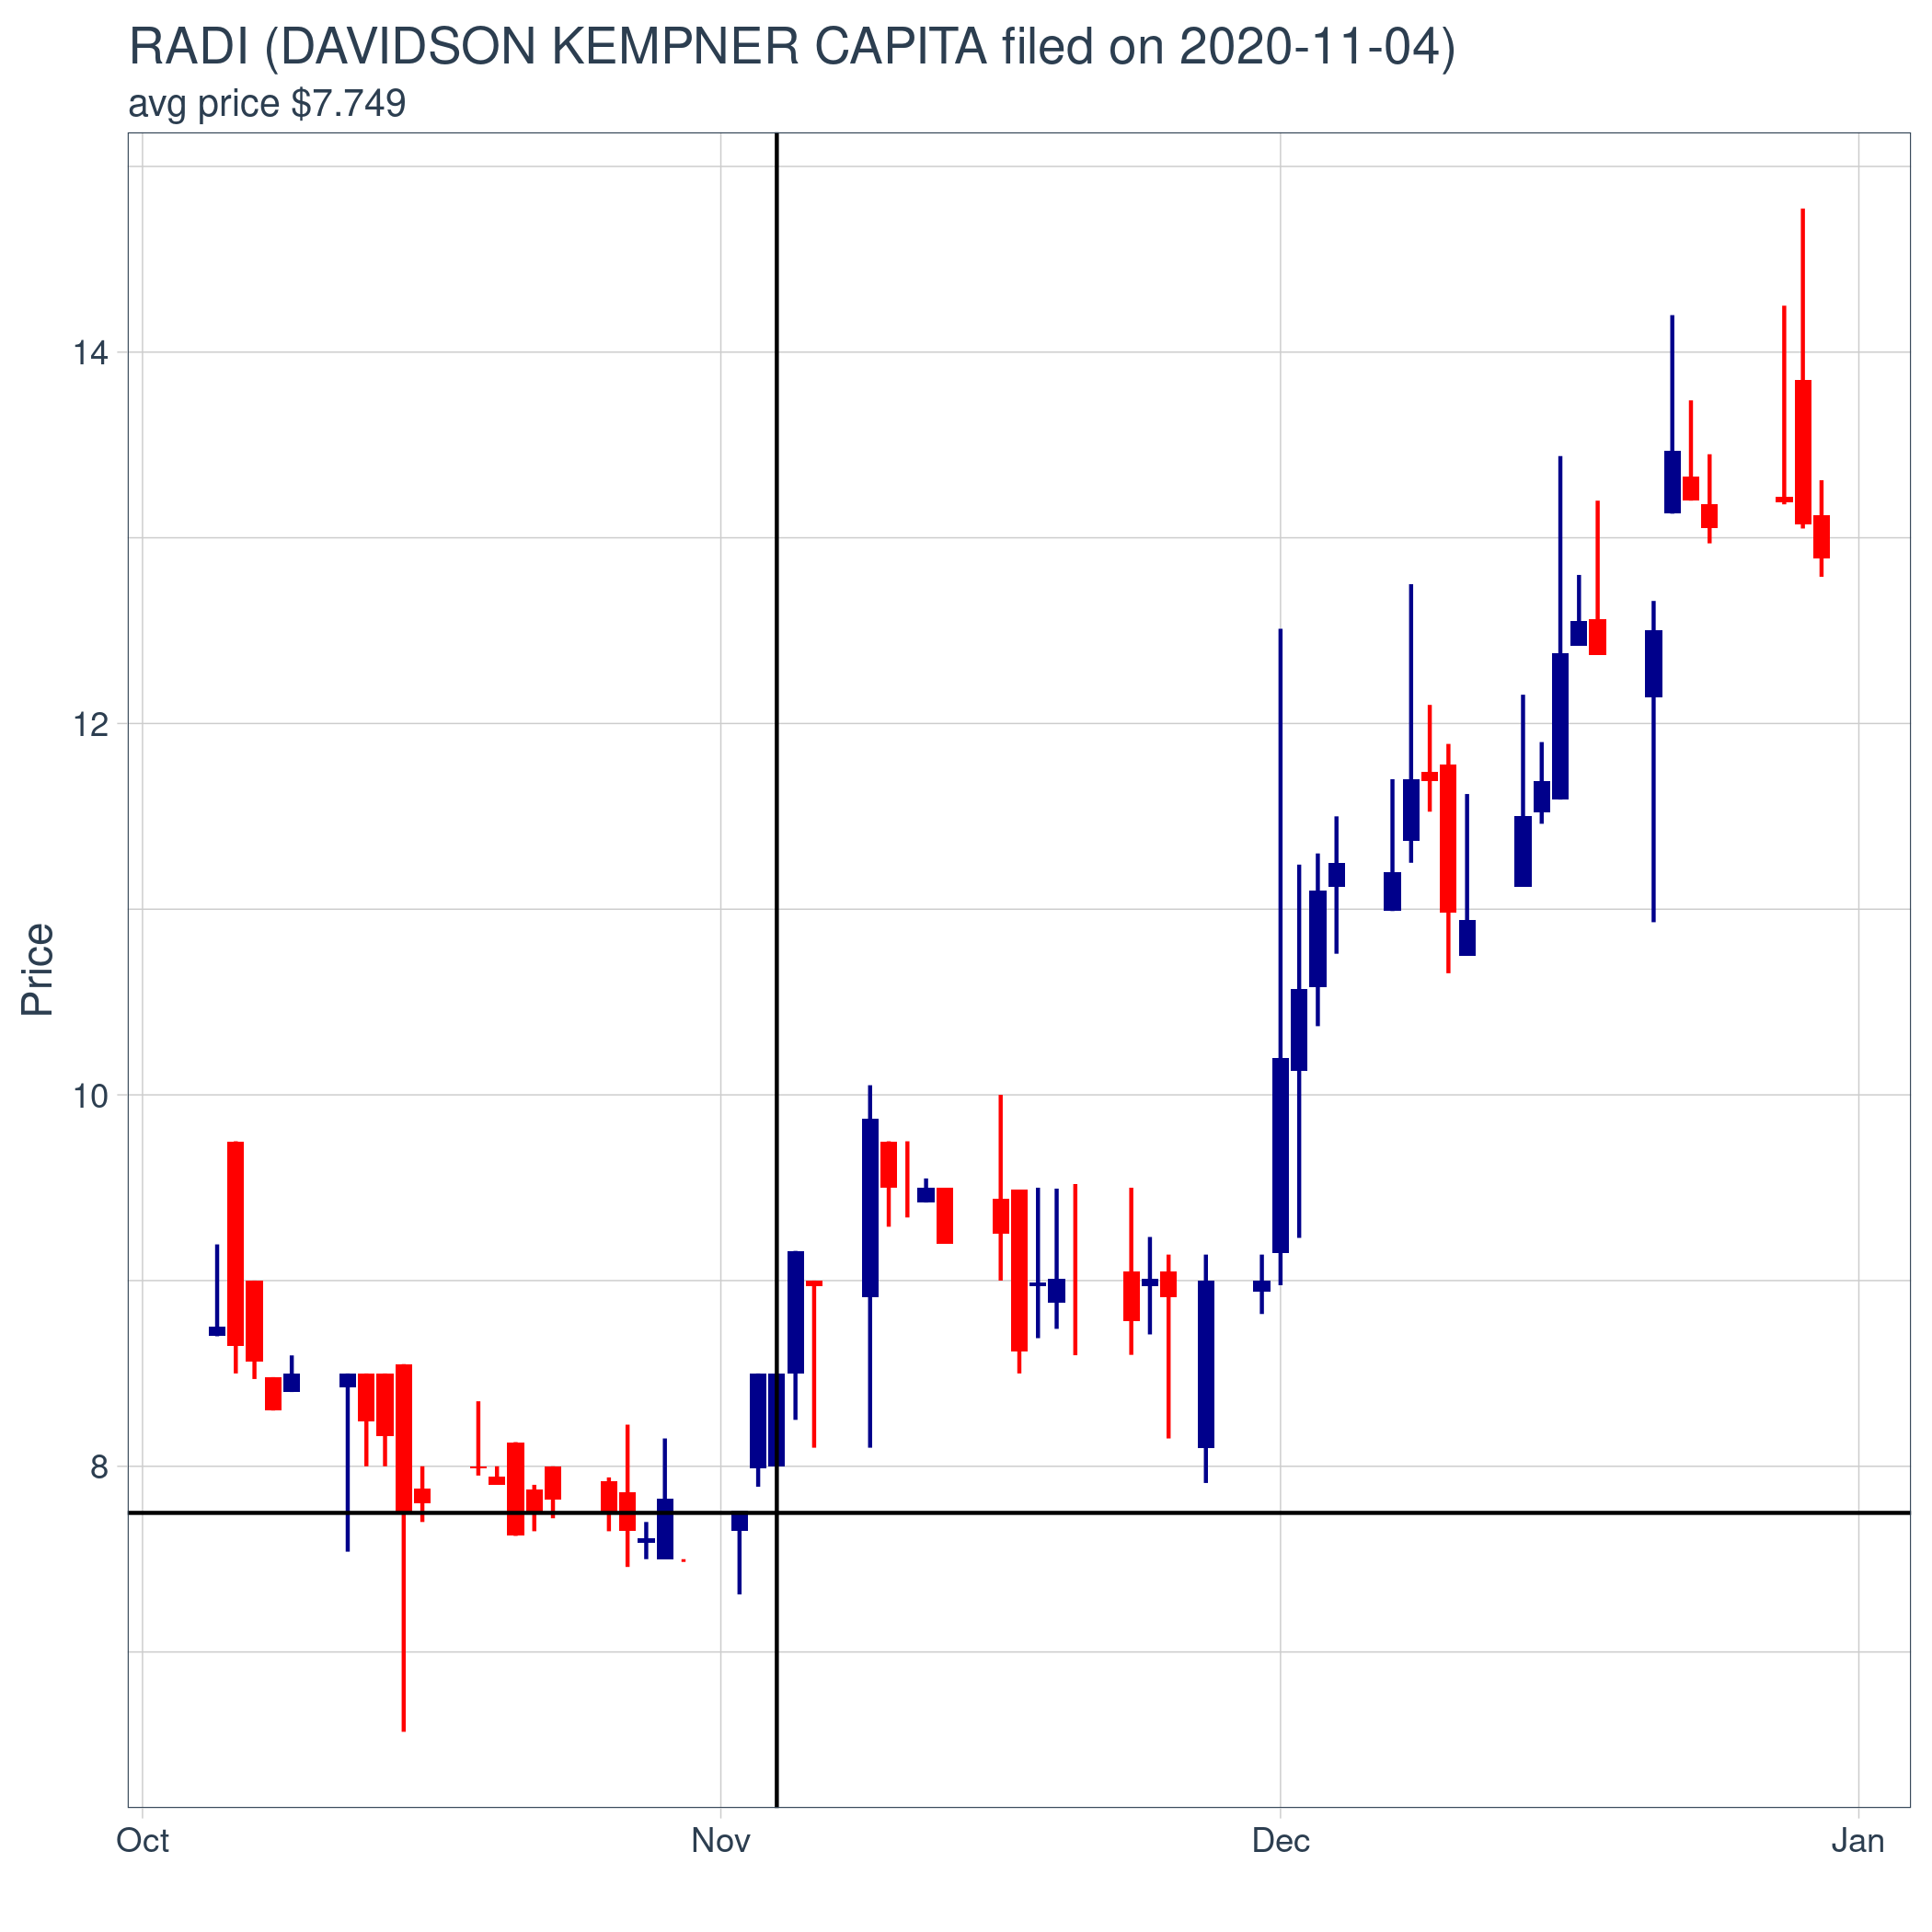 RADI (DAVIDSON KEMPNER CAPITA filed on 2020-11-04)
avg price $7.749
14
12
10
8
Price
Oct Nov Dec Jan